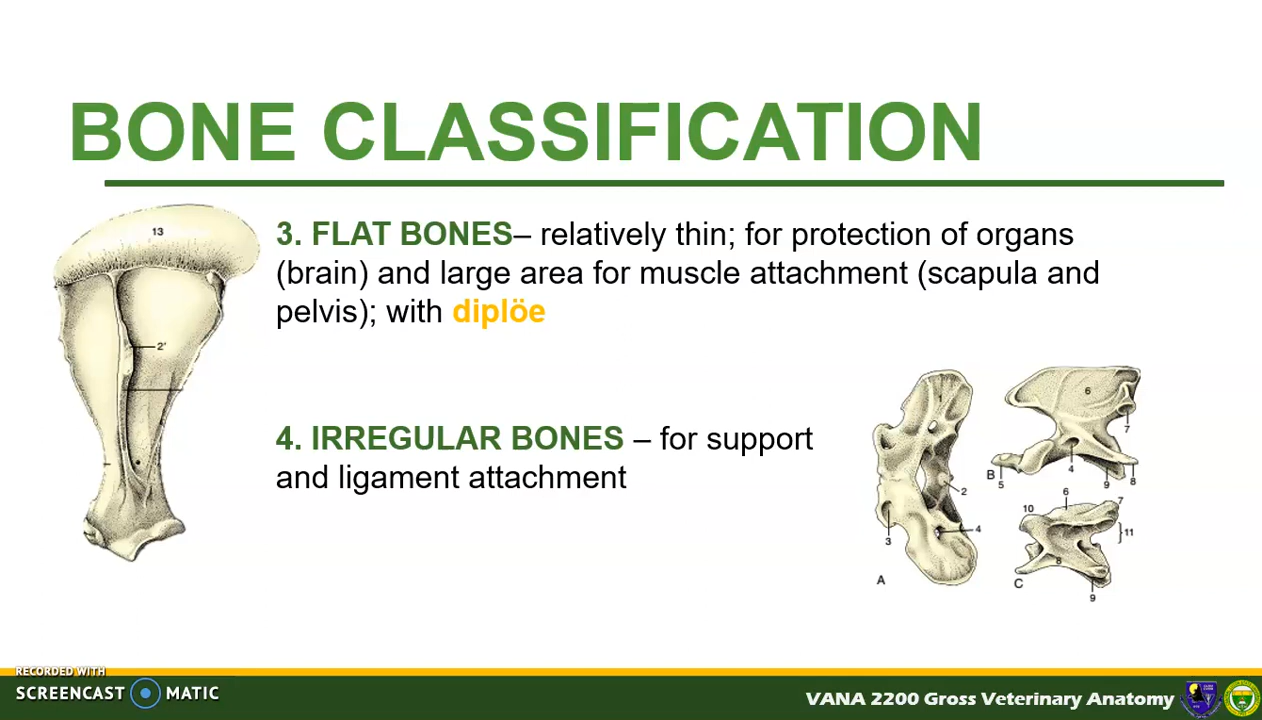 BONE CLASSIFICATION
13
3. FLAT BONES– relatively thin; for protection of organs
(brain) and large area for muscle attachment (scapula and
pelvis); with diplöe
2'
6
7
4. IRREGULAR BONES – for support
and ligament attachment
B
5
4
9
8
2
6
7
10
4
11
3
8
A
C
9
RECORDED WITH
SCREENCAST MATIC
VANA 2200 Gross Veterinary Anatomy